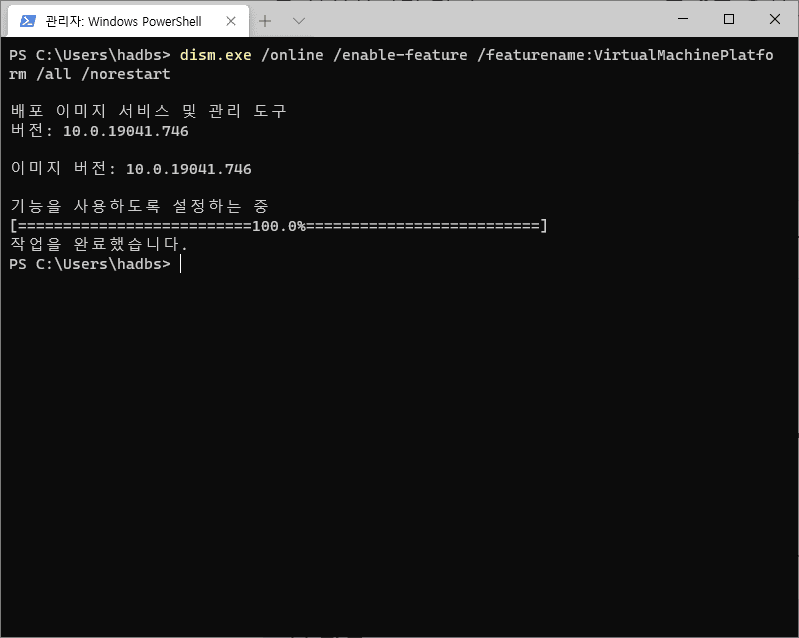 관리자: Windows PowerShell
PS C:\Users\hadbs> dism.exe /online /enable-feature /featurename:VirtualMachinePlatfo
rm /all /norestart
배포 이미지 서비스 및 관리 도구
버전: 10.0.19041.746
이미지 버전: 10.0.19041.746
기능을 사용하도록 설정하는 중
[==========================100.0%==========================]
작업을 완료했습니다.
PS C:\Users\hadbs>